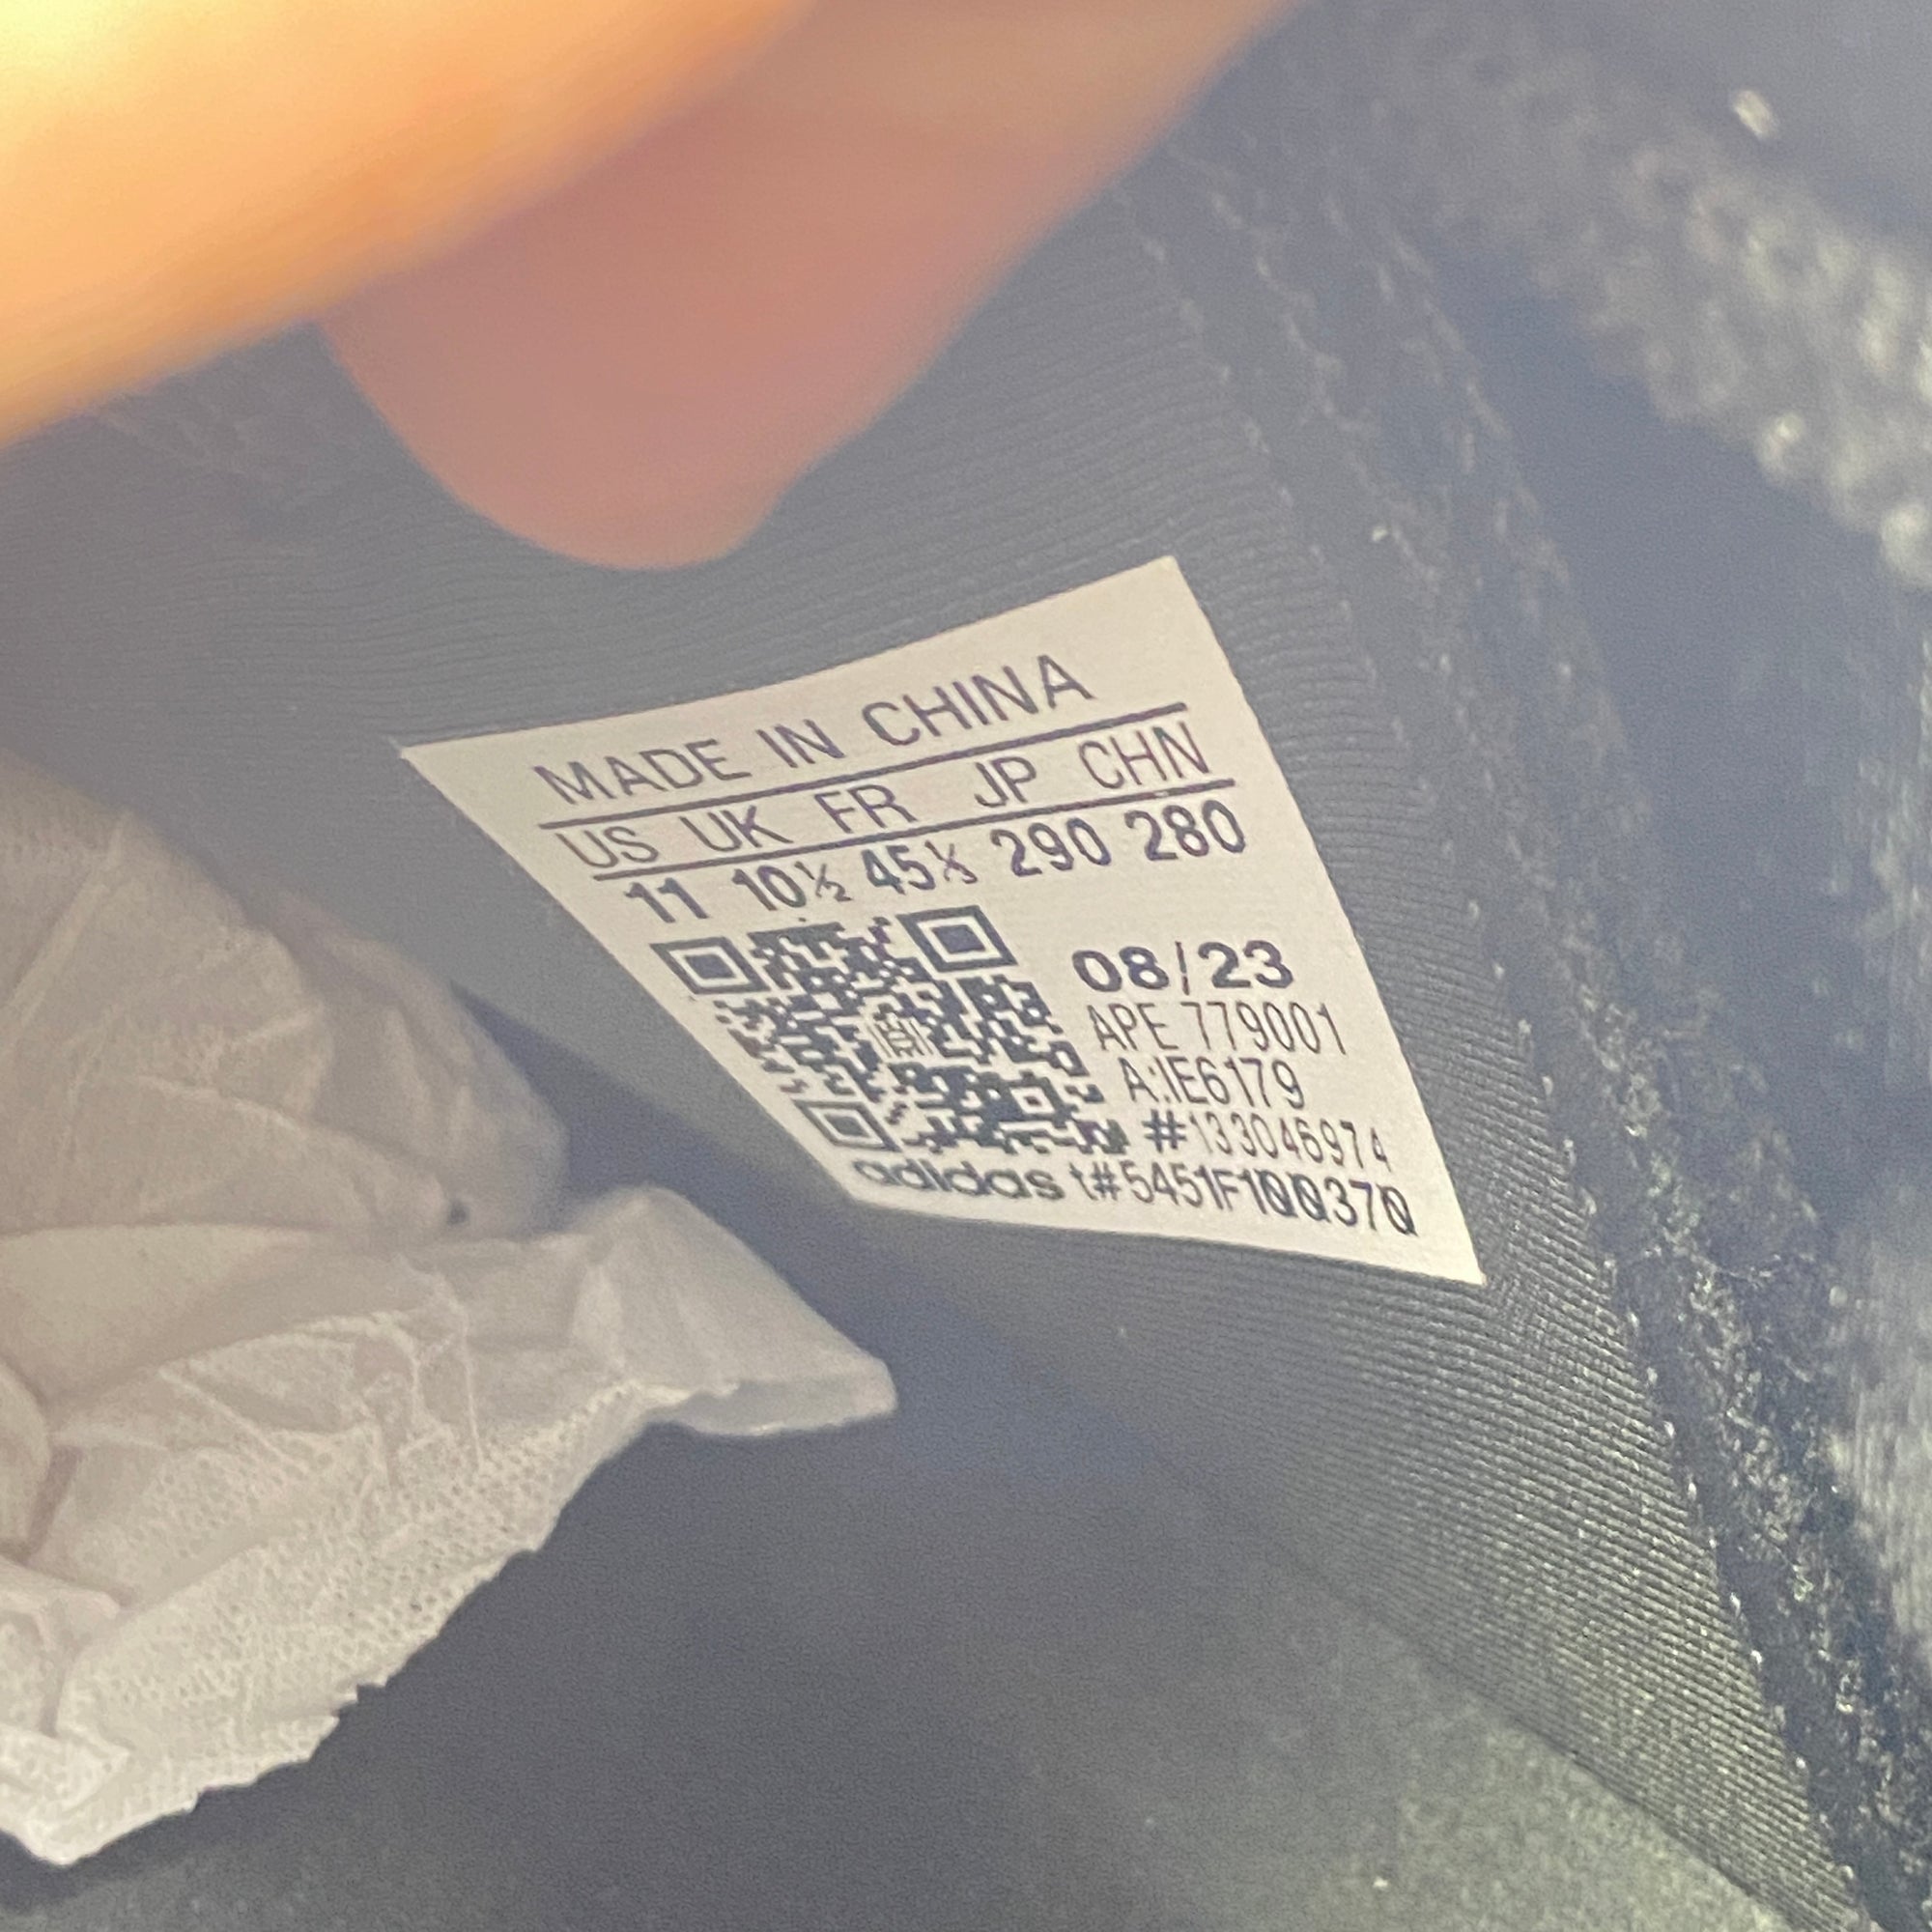 MADE IN CHINA
US UK FR JP CHN
11 10½ 45⅓ 290 280
08/23
APE 779001
A:IE6179
#133046974
adidas t#5451F100370